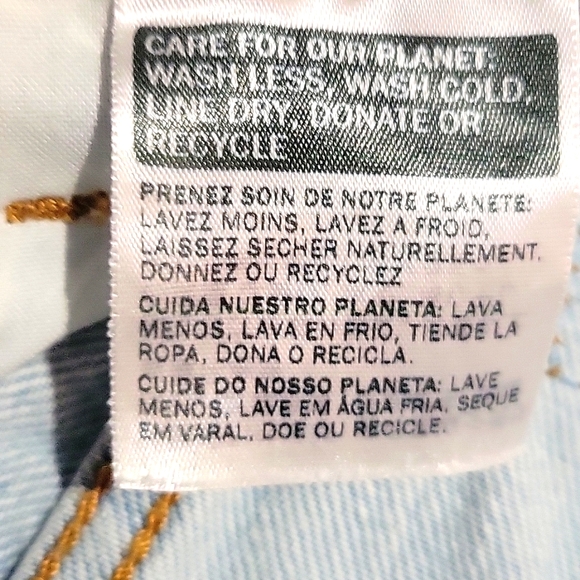 CARE FOR OUR PLANET:
WASH LESS, WASH COLD,
LINE DRY, DONATE OR
RECYCLE
PRENEZ SOIN DE NOTRE PLANETE:
LAVEZ MOINS, LAVEZ A FROID,
LAISSEZ SECHER NATURELLEMENT.
DONNEZ OU RECYCLEZ
CUIDA NUESTRO PLANETA: LAVA
MENOS, LAVA EN FRIO, TIENDE LA
ROPA, DONA O RECICLA.
CUIDE DO NOSSO PLANETA: LAVE
MENOS, LAVE EM ÁGUA FRIA, SEQUE
EM VARAL, DOE OU RECICLE.